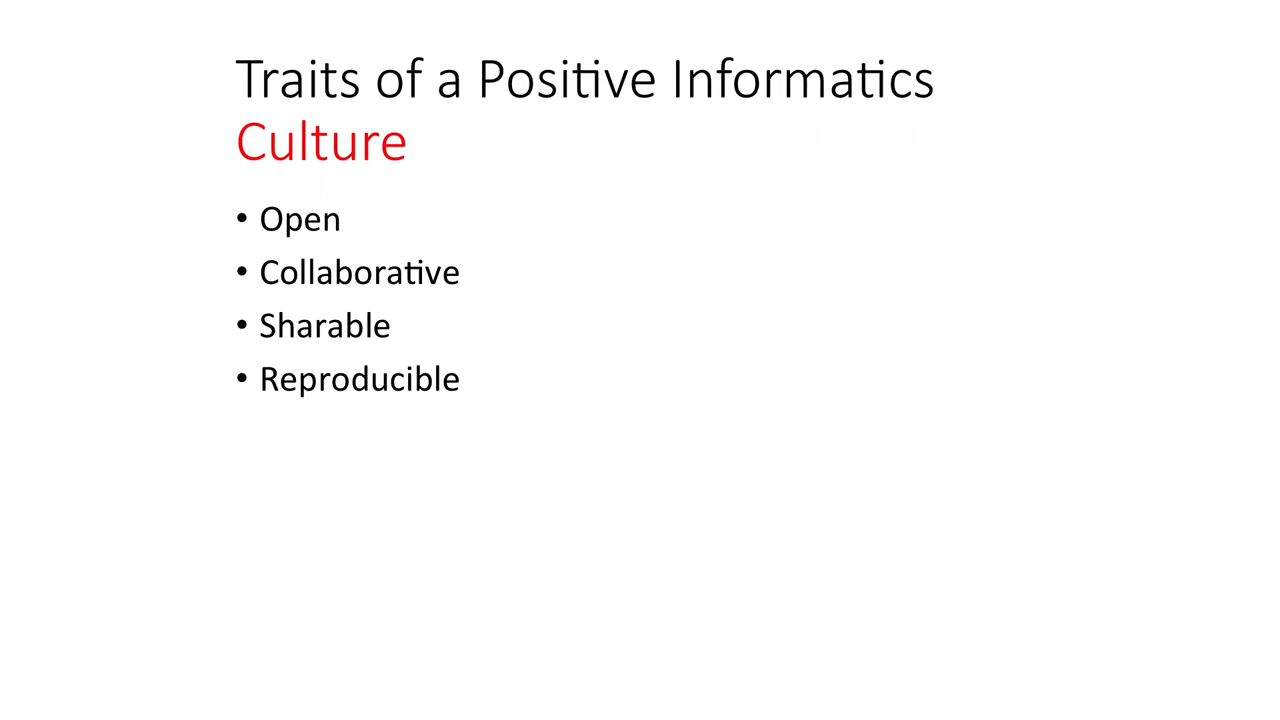 Traits of a Positive Informatics
Culture
• Open
• Collaborative
• Sharable
• Reproducible